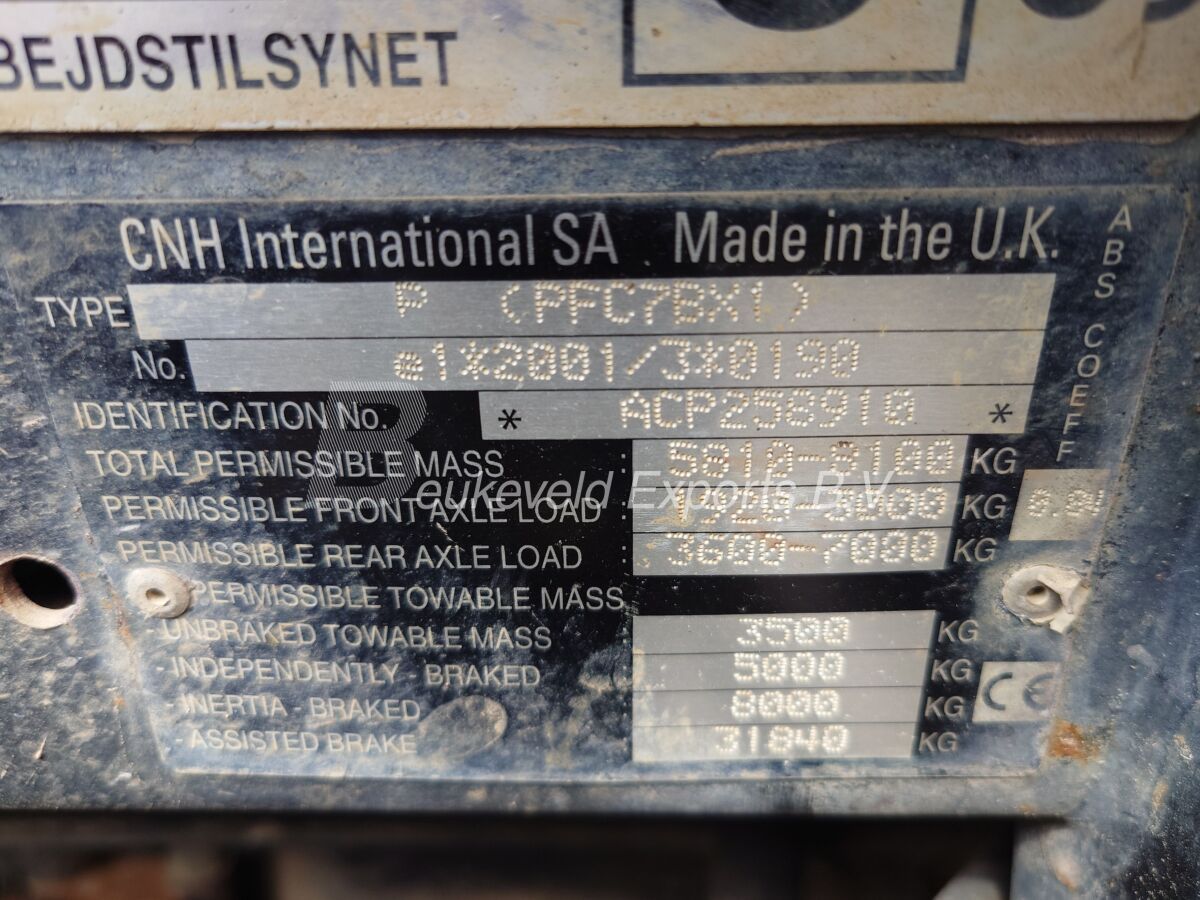 BEJDSTILSYNET
CNH International SA Made in the U.K.
TYPE P (PFC7BX1)
No. e1*2001/3*0190
IDENTIFICATION No. * ACP258910 *
TOTAL PERMISSIBLE MASS : 5810-8100 KG
PERMISSIBLE FRONT AXLE LOAD : KG
PERMISSIBLE REAR AXLE LOAD : 3600-7000 KG
PERMISSIBLE TOWABLE MASS
- UNBRAKED TOWABLE MASS 3500 KG
- INDEPENDENTLY - BRAKED 5000 KG
- INERTIA - BRAKED 8000 KG
- ASSISTED BRAKE 31840 KG
ABS COEFF
CE
Beukeveld Exports B.V.